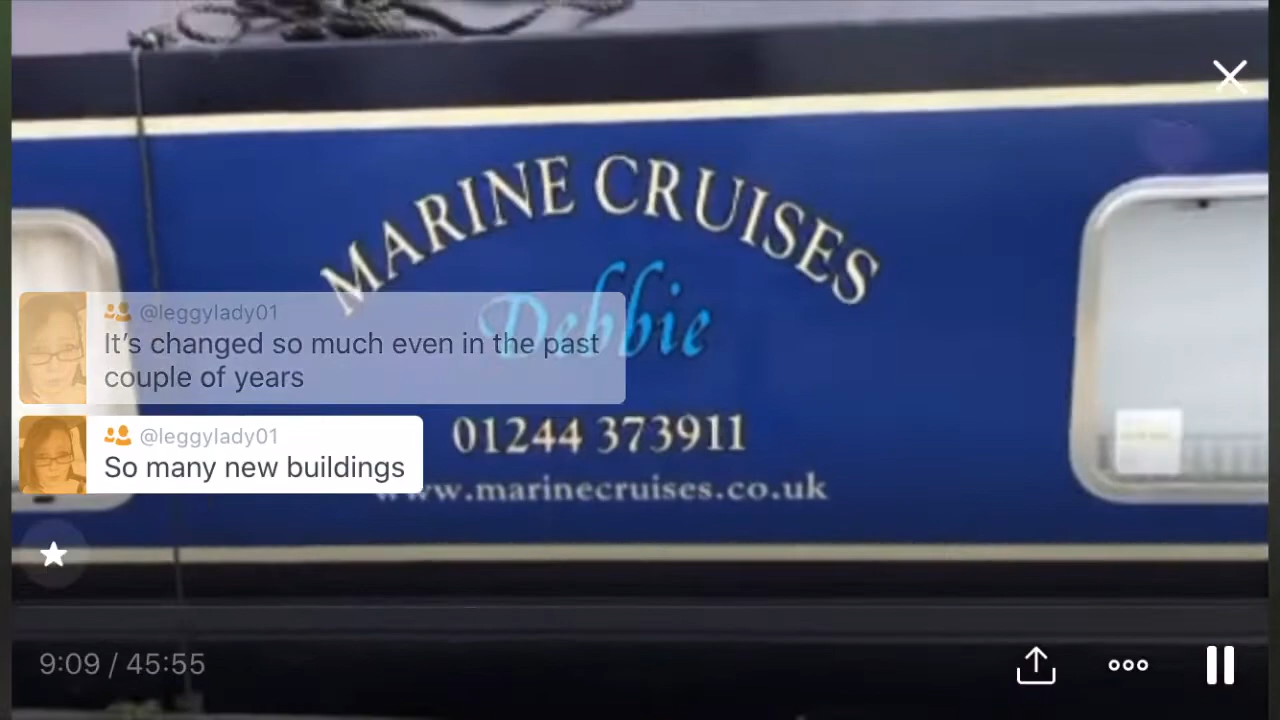 MARINE CRUISES
Debbie
@leggylady01
It's changed so much even in the past
couple of years
01244 373911
@leggylady01
So many new buildings
www.marinecruises.co.uk
9:09 / 45:55